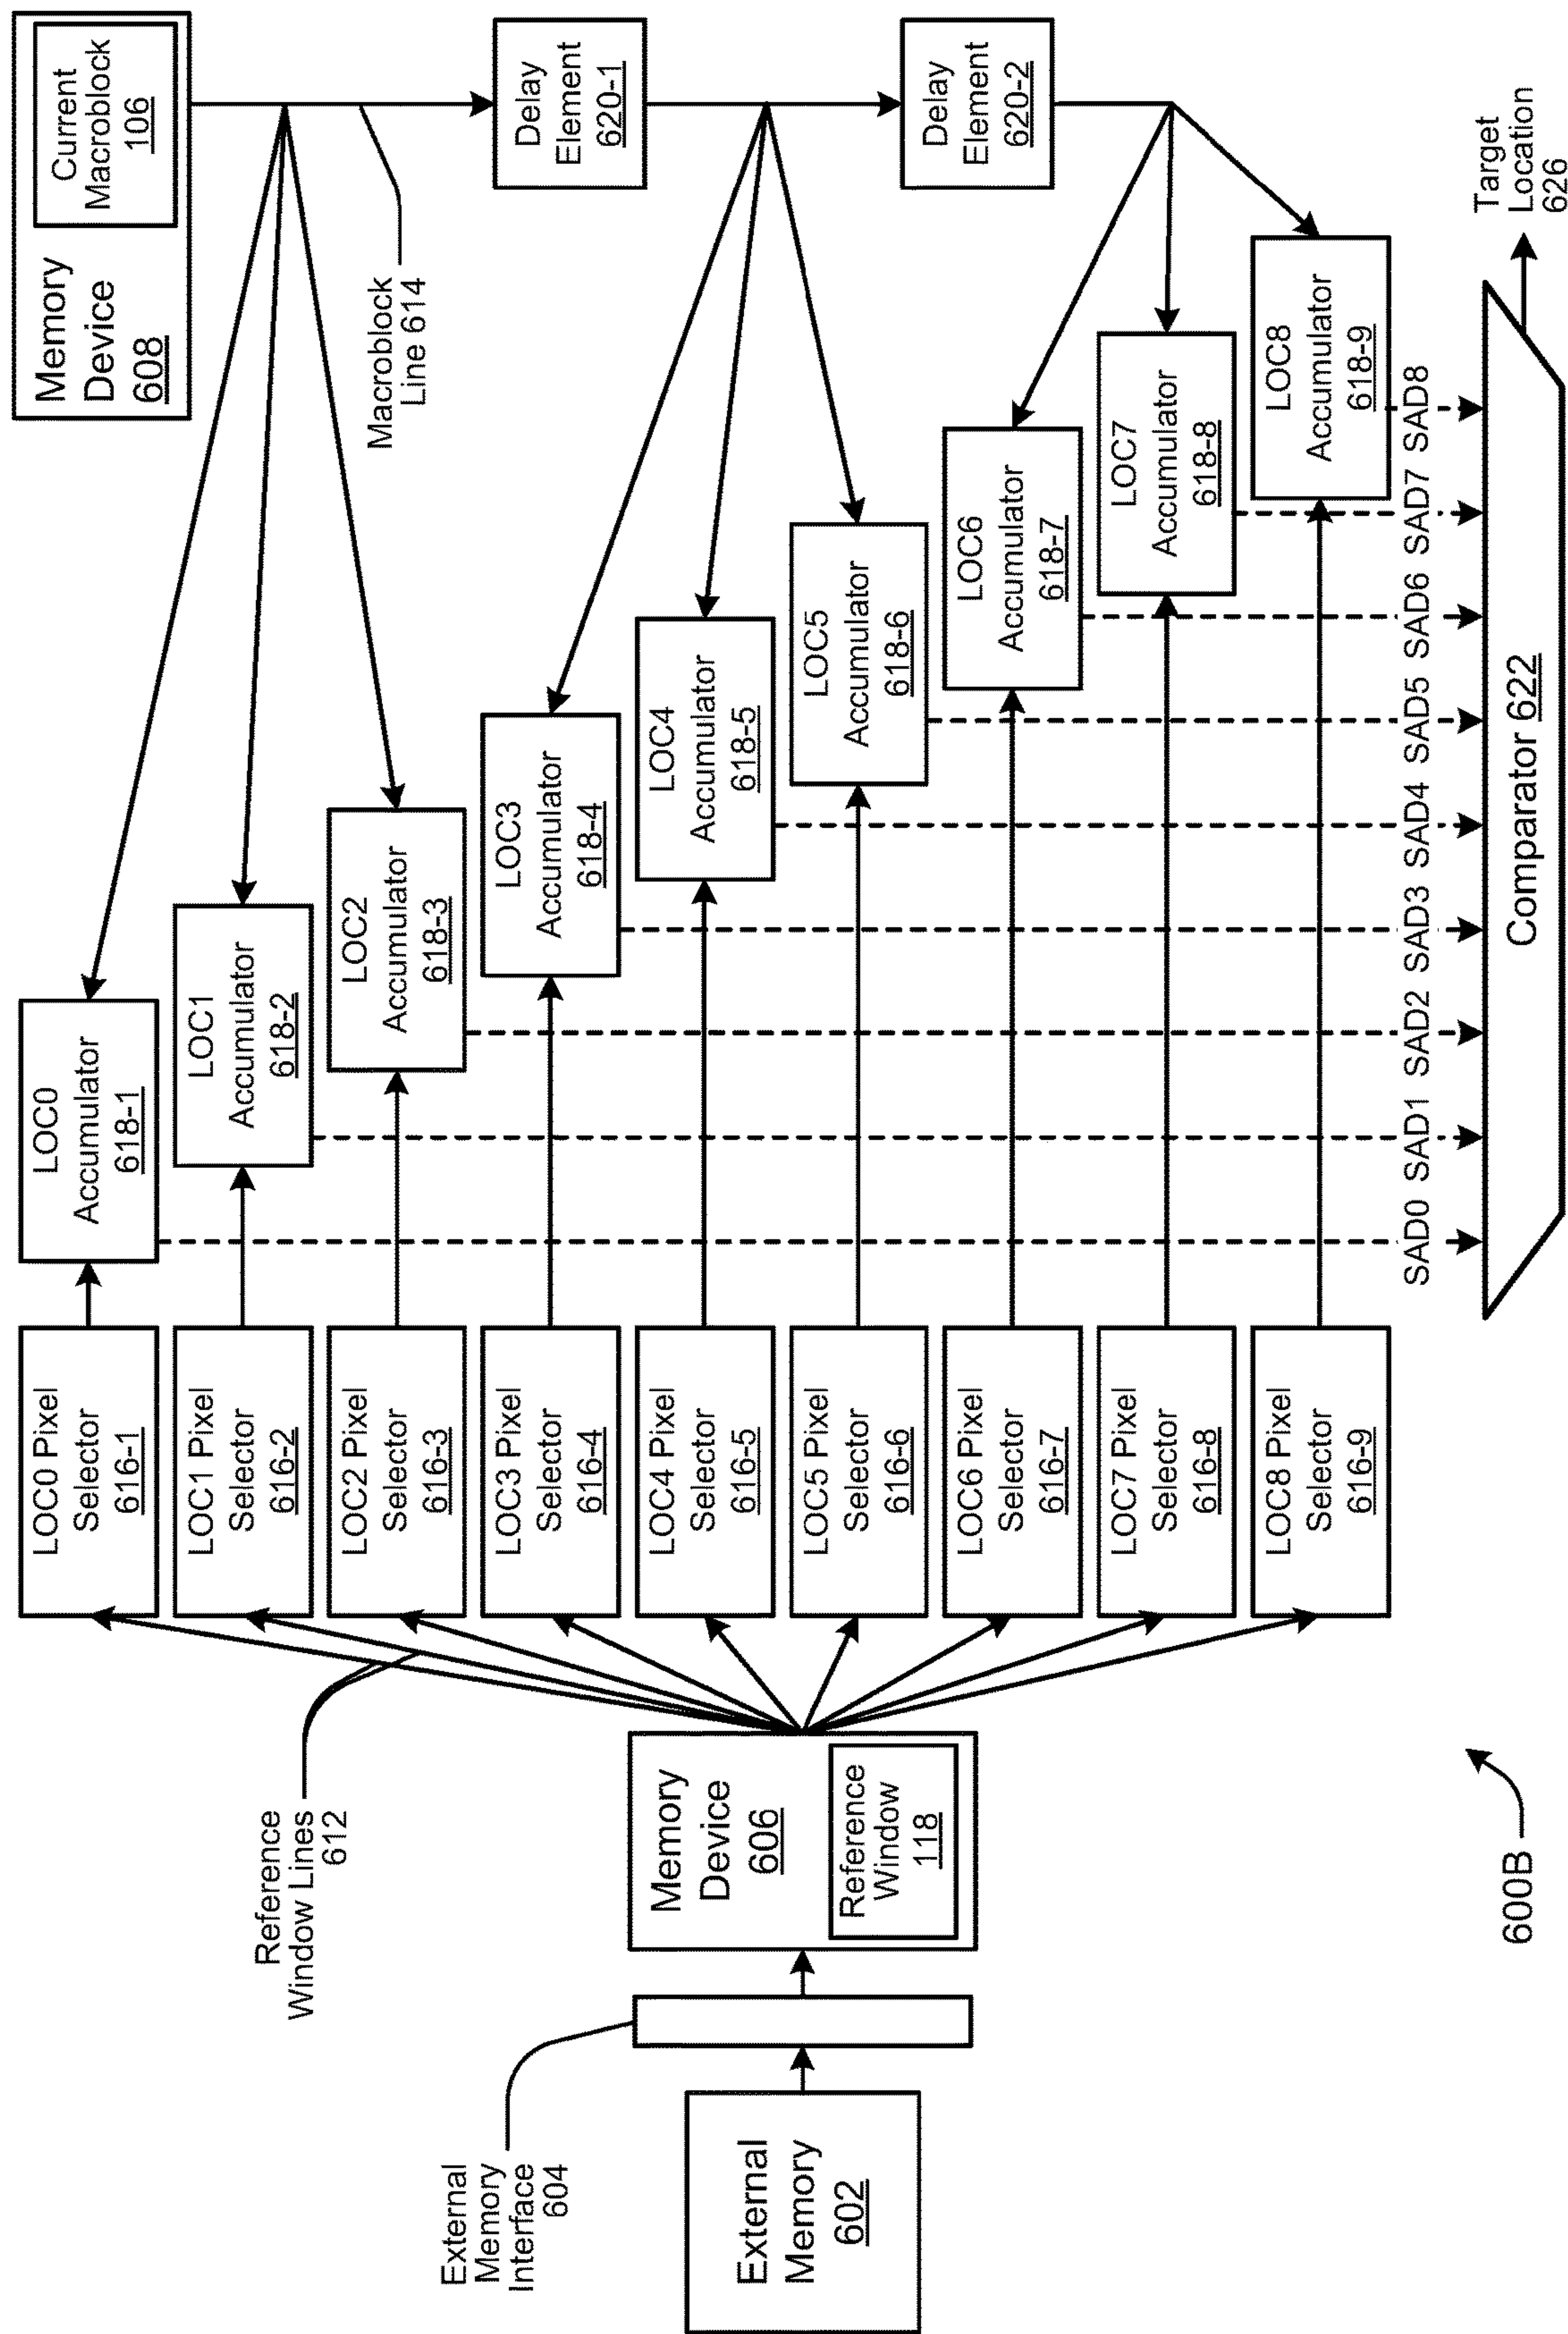 External
Memory
602
External
Memory
Interface
604
Memory
Device
606
Reference
Window
118
Reference
Window Lines
612
LOC0 Pixel
Selector
616-1
LOC1 Pixel
Selector
616-2
LOC2 Pixel
Selector
616-3
LOC3 Pixel
Selector
616-4
LOC4 Pixel
Selector
616-5
LOC5 Pixel
Selector
616-6
LOC6 Pixel
Selector
616-7
LOC7 Pixel
Selector
616-8
LOC8 Pixel
Selector
616-9
LOC0
Accumulator
618-1
LOC1
Accumulator
618-2
LOC2
Accumulator
618-3
LOC3
Accumulator
618-4
LOC4
Accumulator
618-5
LOC5
Accumulator
618-6
LOC6
Accumulator
618-7
LOC7
Accumulator
618-8
LOC8
Accumulator
618-9
Memory
Device
608
Current
Macroblock
106
Macroblock
Line 614
Delay
Element
620-1
Delay
Element
620-2
SAD0 SAD1 SAD2 SAD3 SAD4 SAD5 SAD6 SAD7 SAD8
Comparator 622
Target
Location
626
600B